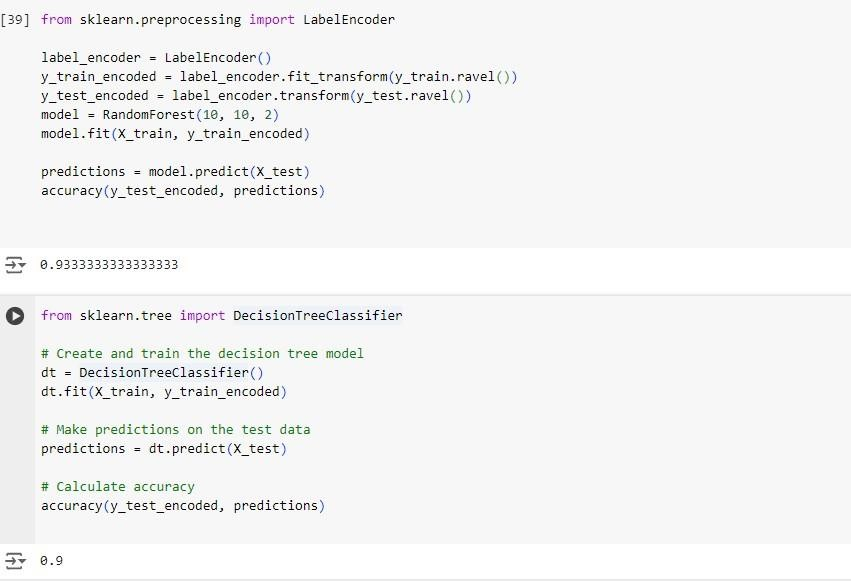 [39] from sklearn.preprocessing import LabelEncoder
label_encoder = LabelEncoder()
y_train_encoded = label_encoder.fit_transform(y_train.ravel())
y_test_encoded = label_encoder.transform(y_test.ravel())
model = RandomForest(10, 10, 2)
model.fit(X_train, y_train_encoded)
predictions = model.predict(X_test)
accuracy(y_test_encoded, predictions)
0.9333333333333333
from sklearn.tree import DecisionTreeClassifier
# Create and train the decision tree model
dt = DecisionTreeClassifier()
dt.fit(X_train, y_train_encoded)
# Make predictions on the test data
predictions = dt.predict(X_test)
# Calculate accuracy
accuracy(y_test_encoded, predictions)
0.9